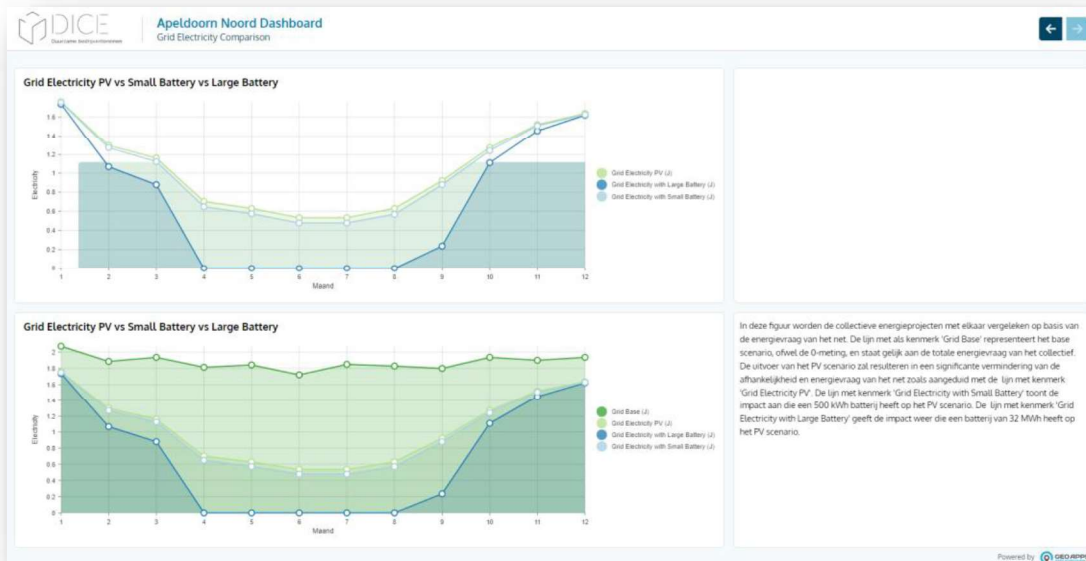 DICE
Duurzame bedrijventerreinen
Apeldoorn Noord Dashboard
Grid Electricity Comparison
Grid Electricity PV vs Small Battery vs Large Battery
1.6
1.4
1.2
1
0.8
0.6
0.4
0.2
0
Electricity
1 2 3 4 5 6 7 8 9 10 11 12
Maand
Grid Electricity PV (J)
Grid Electricity with Large Battery (J)
Grid Electricity with Small Battery (J)
Grid Electricity PV vs Small Battery vs Large Battery
2
1.8
1.6
1.4
1.2
1
0.8
0.6
0.4
0.2
0
Electricity
1 2 3 4 5 6 7 8 9 10 11 12
Maand
Grid Base (J)
Grid Electricity PV (J)
Grid Electricity with Large Battery (J)
Grid Electricity with Small Battery (J)
In deze figuur worden de collectieve energieprojecten met elkaar vergeleken op basis van
de energievraag van het net. De lijn met als kenmerk 'Grid Base' representeert het base
scenario, ofwel de 0-meting, en staat gelijk aan de totale energievraag van het collectief.
De uitvoer van het PV scenario zal resulteren in een significante vermindering van de
afhankelijkheid en energievraag van het net zoals aangeduid met de lijn met kenmerk
'Grid Electricity PV'. De lijn met kenmerk 'Grid Electricity with Small Battery' toont de
impact aan die een 500 kWh batterij heeft op het PV scenario. De lijn met kenmerk 'Grid
Electricity with Large Battery' geeft de impact weer die een batterij van 32 MWh heeft op
het PV scenario.
Powered by GEOAPPS